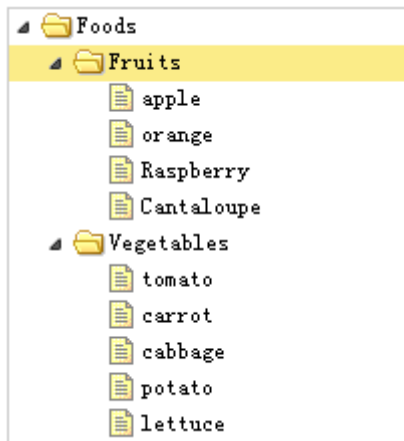 Foods
Fruits
apple
orange
Raspberry
Cantaloupe
Vegetables
tomato
carrot
cabbage
potato
lettuce